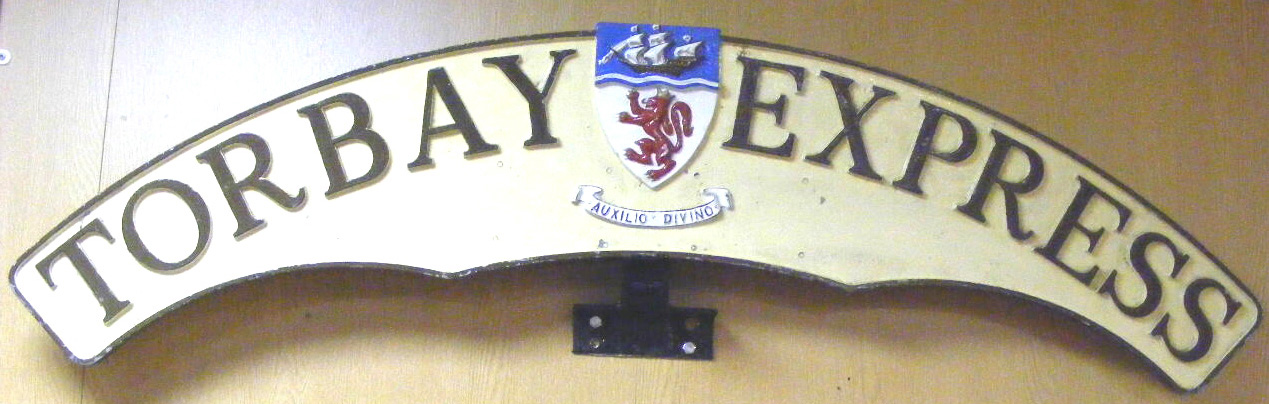 TORBAY EXPRESS
AUXILIO · DIVINO